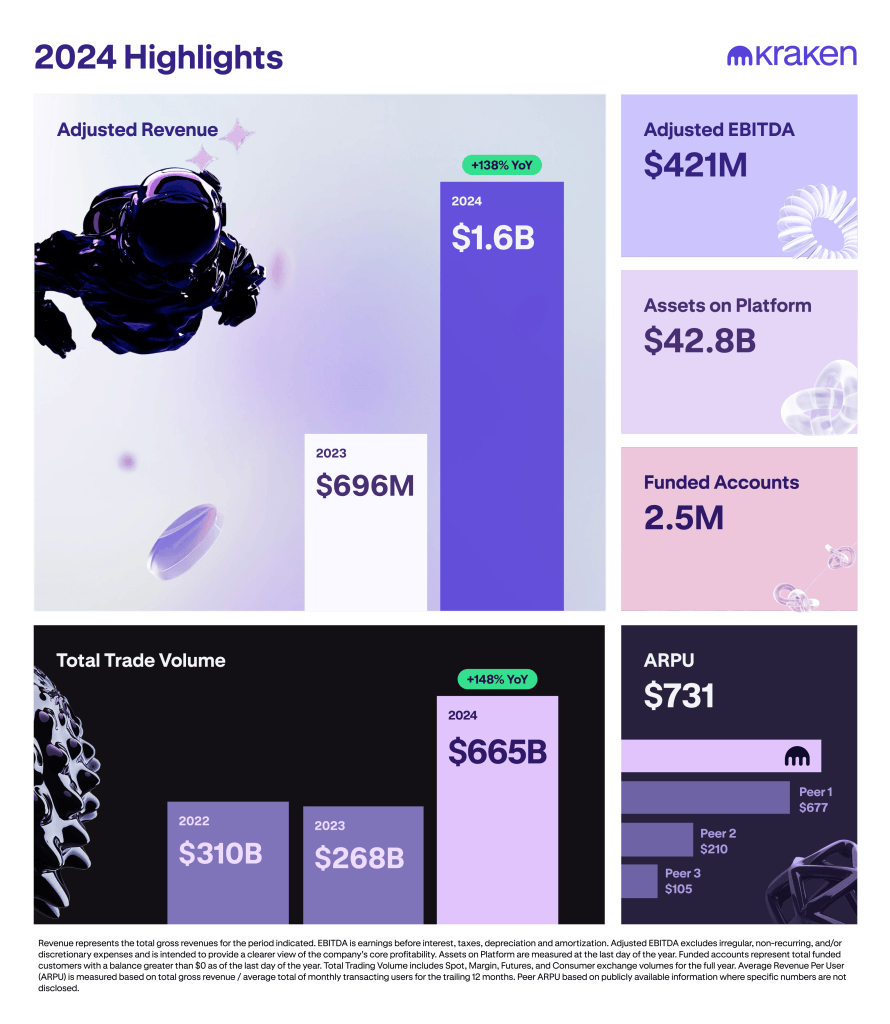 2024 Highlights
kraken
Adjusted Revenue
+138% YoY
2024
$1.6B
2023
$696M
Adjusted EBITDA
$421M
Assets on Platform
$42.8B
Funded Accounts
2.5M
Total Trade Volume
+148% YoY
2024
$665B
2022
$310B
2023
$268B
ARPU
$731
Peer 1
$677
Peer 2
$210
Peer 3
$105
Revenue represents the total gross revenues for the period indicated. EBITDA is earnings before interest, taxes, depreciation and amortization. Adjusted EBITDA excludes irregular, non-recurring, and/or
discretionary expenses and is intended to provide a clearer view of the company's core profitability. Assets on Platform are measured at the last day of the year. Funded accounts represent total funded
customers with a balance greater than $0 as of the last day of the year. Total Trading Volume includes Spot, Margin, Futures, and Consumer exchange volumes for the full year. Average Revenue Per User
(ARPU) is measured based on total gross revenue / average total of monthly transacting users for the trailing 12 months. Peer ARPU based on publicly available information where specific numbers are not
disclosed.